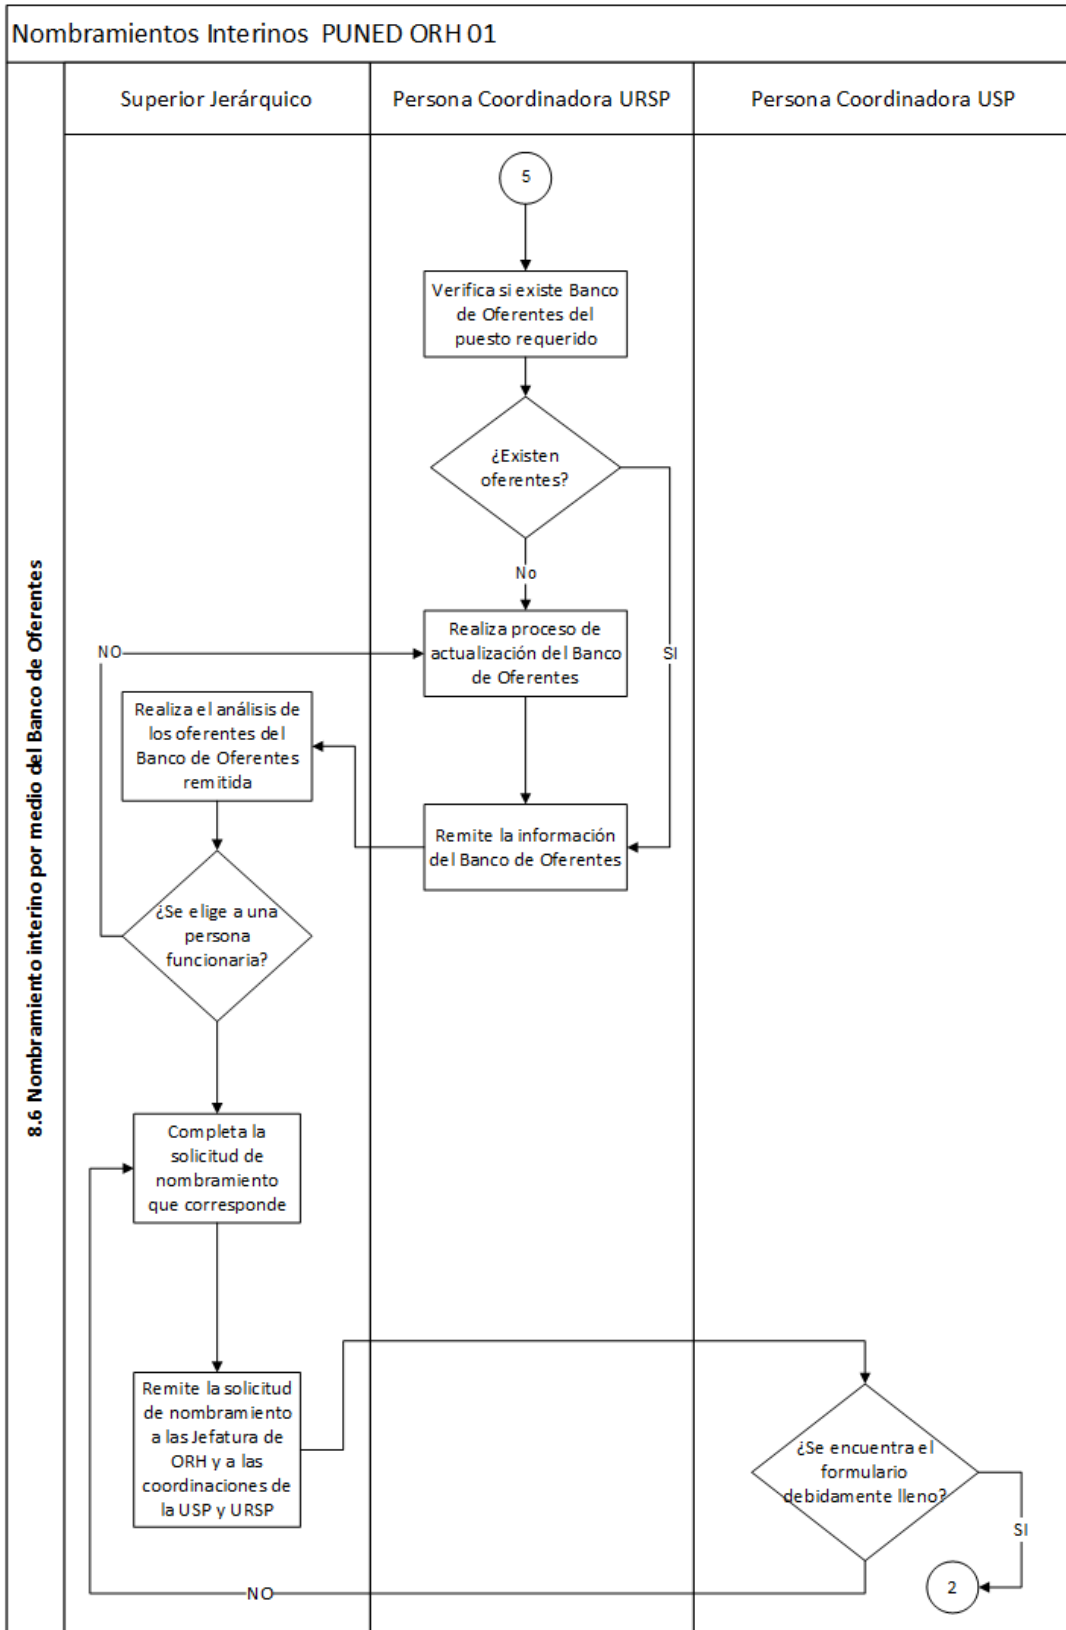 Nombramientos Interinos PUNED ORH 01
Superior Jerárquico
Persona Coordinadora URSP
Persona Coordinadora USP
8.6 Nombramiento interino por medio del Banco de Oferentes
5
Verifica si existe Banco
de Oferentes del
puesto requerido
¿Existen
oferentes?
No
SI
Realiza proceso de
actualización del Banco
de Oferentes
NO
Realiza el análisis de
los oferentes del
Banco de Oferentes
remitida
Remite la información
del Banco de Oferentes
¿Se elige a una
persona
funcionaria?
Completa la
solicitud de
nombramiento
que corresponde
Remite la solicitud
de nombramiento
a las Jefatura de
ORH y a las
coordinaciones de
la USP y URSP
¿Se encuentra el
formulario
debidamente lleno?
SI
2
NO